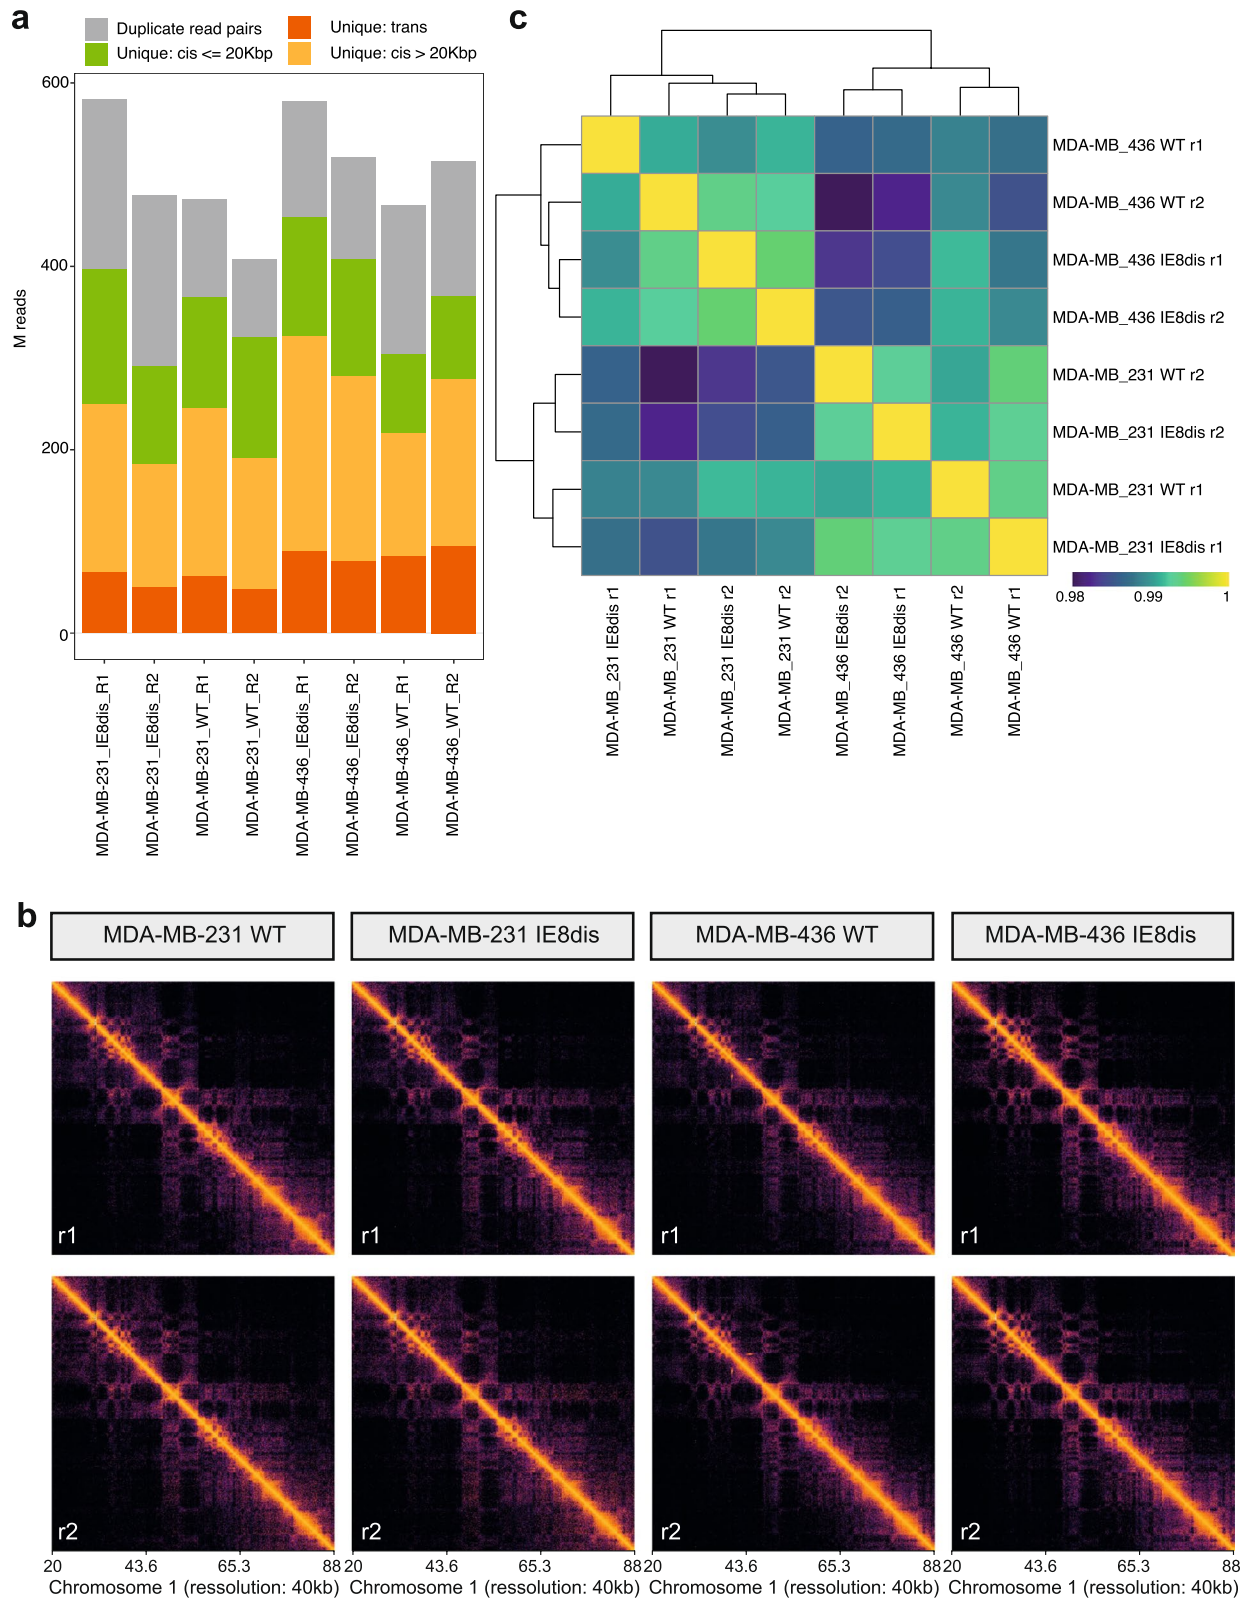 a
Duplicate read pairs
Unique: trans
Unique: cis <= 20Kbp
Unique: cis > 20Kbp
600
400
200
0
M reads
MDA-MB-231_IE8dis_R1
MDA-MB-231_IE8dis_R2
MDA-MB-231_WT_R1
MDA-MB-231_WT_R2
MDA-MB-436_IE8dis_R1
MDA-MB-436_IE8dis_R2
MDA-MB-436_WT_R1
MDA-MB-436_WT_R2
c
MDA-MB_436 WT r1
MDA-MB_436 WT r2
MDA-MB_436 IE8dis r1
MDA-MB_436 IE8dis r2
MDA-MB_231 WT r2
MDA-MB_231 IE8dis r2
MDA-MB_231 WT r1
MDA-MB_231 IE8dis r1
0.98
0.99
1
MDA-MB_231 IE8dis r1
MDA-MB_231 WT r1
MDA-MB_231 IE8dis r2
MDA-MB_231 WT r2
MDA-MB_436 IE8dis r2
MDA-MB_436 IE8dis r1
MDA-MB_436 WT r2
MDA-MB_436 WT r1
b
MDA-MB-231 WT
MDA-MB-231 IE8dis
MDA-MB-436 WT
MDA-MB-436 IE8dis
r1
r1
r1
r1
r2
r2
r2
r2
20 43.6 65.3 88
20 43.6 65.3 88
20 43.6 65.3 88
20 43.6 65.3 88
Chromosome 1 (ressolution: 40kb)
Chromosome 1 (ressolution: 40kb)
Chromosome 1 (ressolution: 40kb)
Chromosome 1 (ressolution: 40kb)